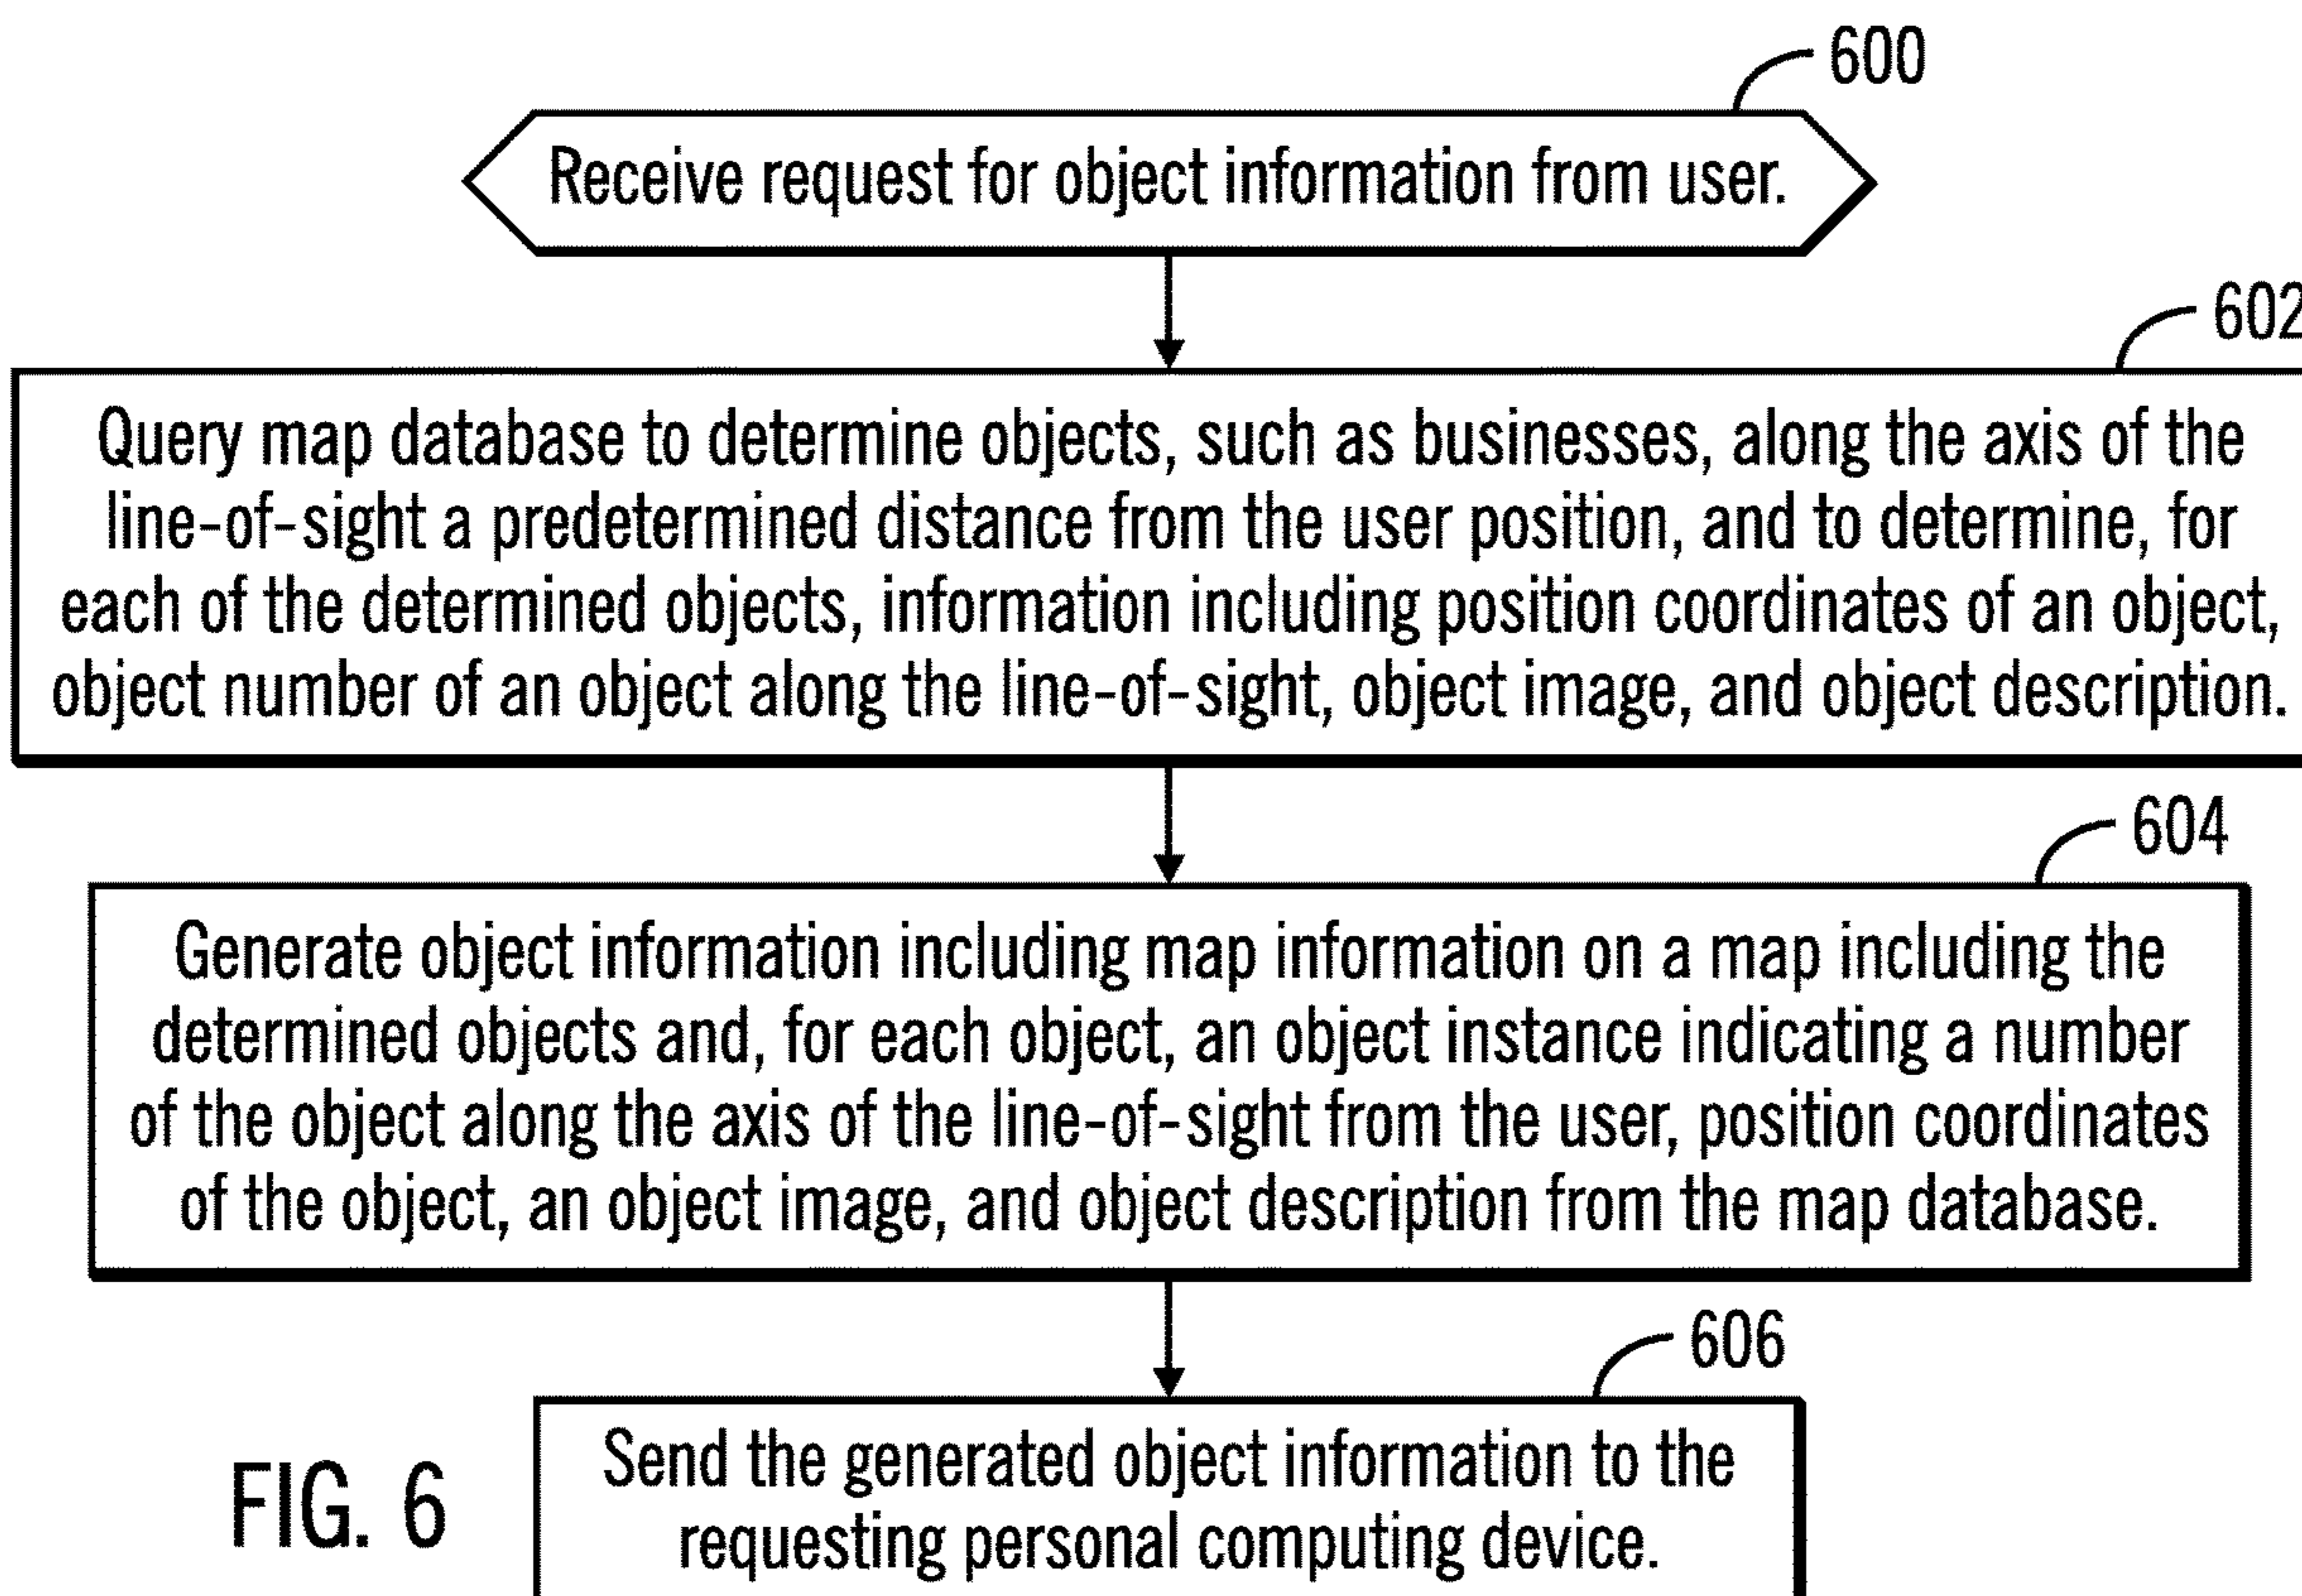 600
Receive request for object information from user.
602
Query map database to determine objects, such as businesses, along the axis of the
line-of-sight a predetermined distance from the user position, and to determine, for
each of the determined objects, information including position coordinates of an object,
object number of an object along the line-of-sight, object image, and object description.
604
Generate object information including map information on a map including the
determined objects and, for each object, an object instance indicating a number
of the object along the axis of the line-of-sight from the user, position coordinates
of the object, an object image, and object description from the map database.
606
Send the generated object information to the
requesting personal computing device.
FIG. 6